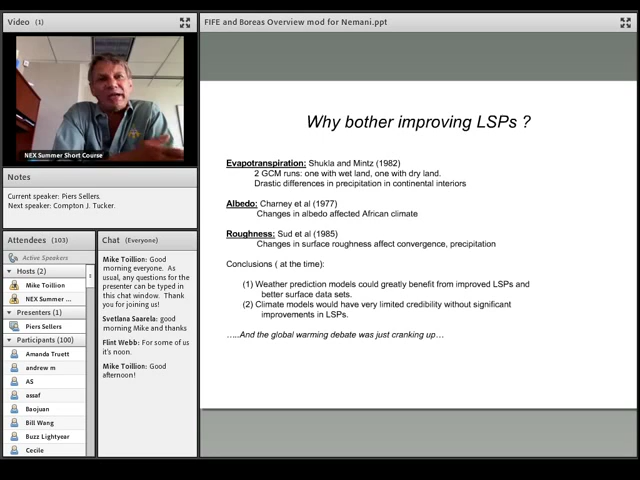 Video (1)
NEX Summer Short Course
Notes
Current speaker: Piers Sellers.
Next speaker: Compton J. Tucker.
Attendees (103)
Active Speakers
Hosts (2)
Mike Toillion
NEX Summer ...
Presenters (1)
Piers Sellers
Participants (100)
Amanda Truett
andrew m
AS
assaf
Baojuan
Bill Wang
Buzz Lightyear
Cecile
Chat (Everyone)
Mike Toillion: Good
morning everyone. As
usual, any questions for the
presenter can be typed in
this chat window. Thank
you for joining us!
Svetlana Saarela: good
morning Mike and thanks
Flint Webb: For some of us
it's noon.
Mike Toillion: Good
afternoon!
FIFE and Boreas Overview mod for Nemani.ppt
Why bother improving LSPs ?
Evapotranspiration: Shukla and Mintz (1982)
2 GCM runs: one with wet land, one with dry land.
Drastic differences in precipitation in continental interiors
Albedo: Charney et al (1977)
Changes in albedo affected African climate
Roughness: Sud et al (1985)
Changes in surface roughness affect convergence, precipitation
Conclusions ( at the time):
(1) Weather prediction models could greatly benefit from improved LSPs and
better surface data sets.
(2) Climate models would have very limited credibility without significant
improvements in LSPs.
…..And the global warming debate was just cranking up…